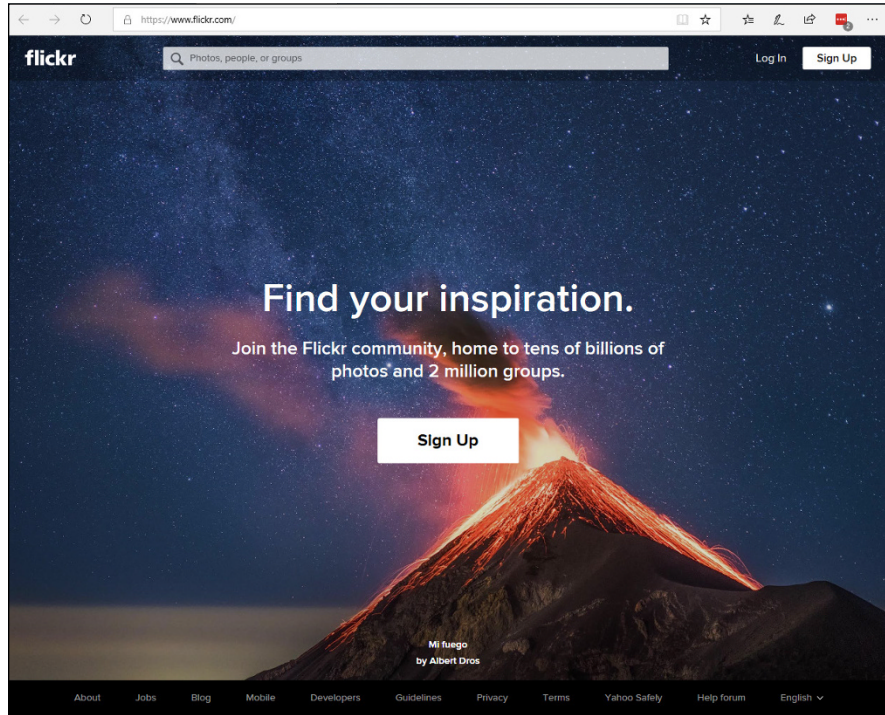 https://www.flickr.com/
flickr
Photos, people, or groups
Log In
Sign Up
Find your inspiration.
Join the Flickr community, home to tens of billions of
photos and 2 million groups.
Sign Up
Mi fuego
by Albert Dros
About Jobs Blog Mobile Developers Guidelines Privacy Terms Yahoo Safely Help forum English